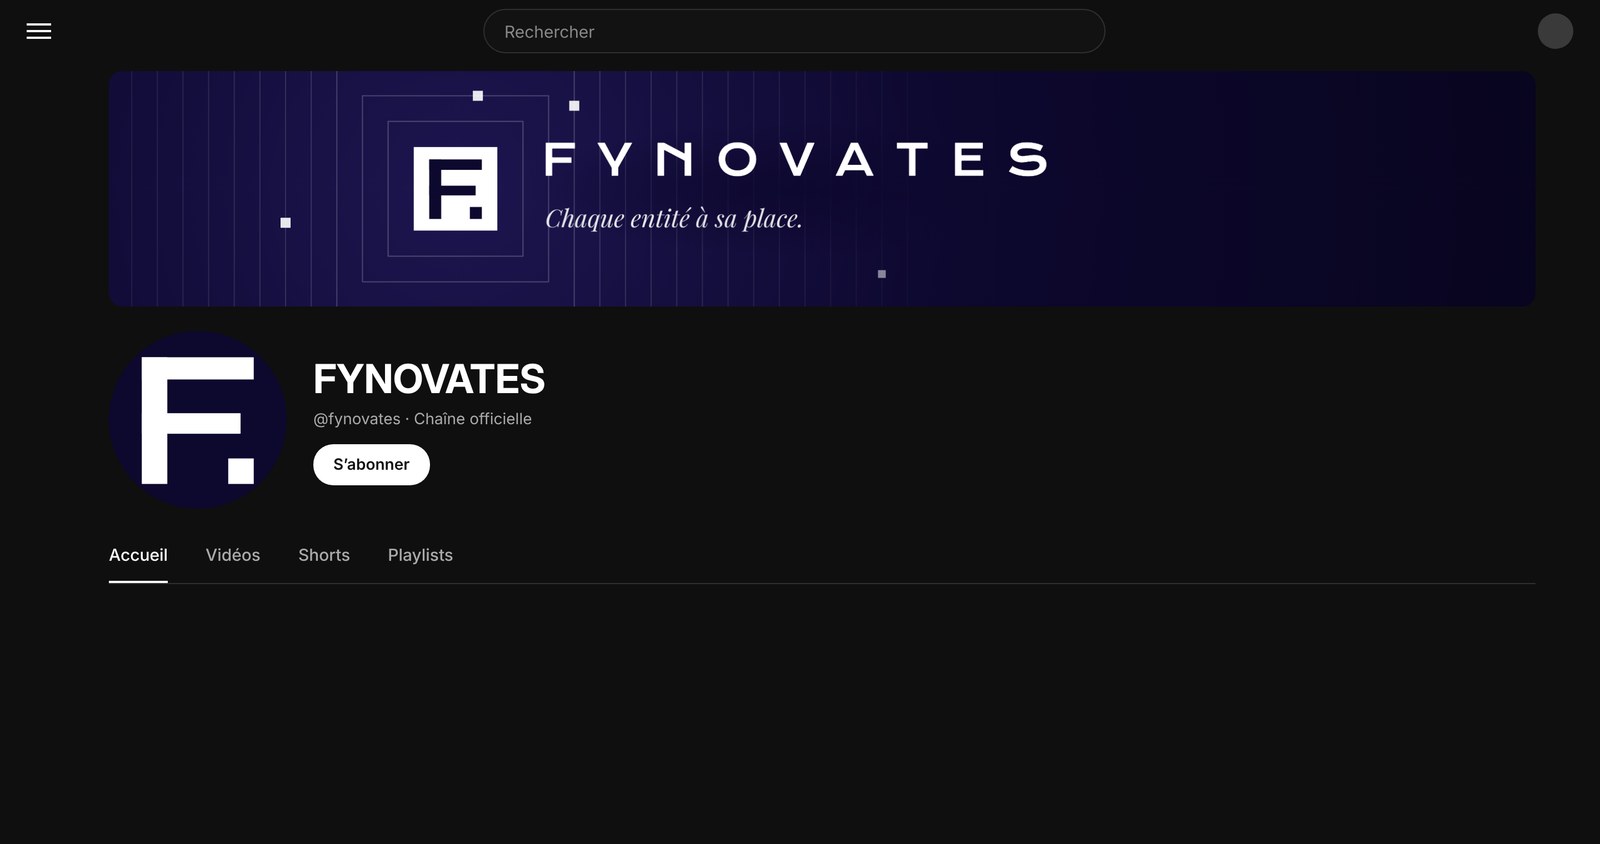 Rechercher
F.
FYNOVATES
Chaque entité à sa place.
F.
FYNOVATES
@fynovates · Chaîne officielle
S’abonner
Accueil Vidéos Shorts Playlists